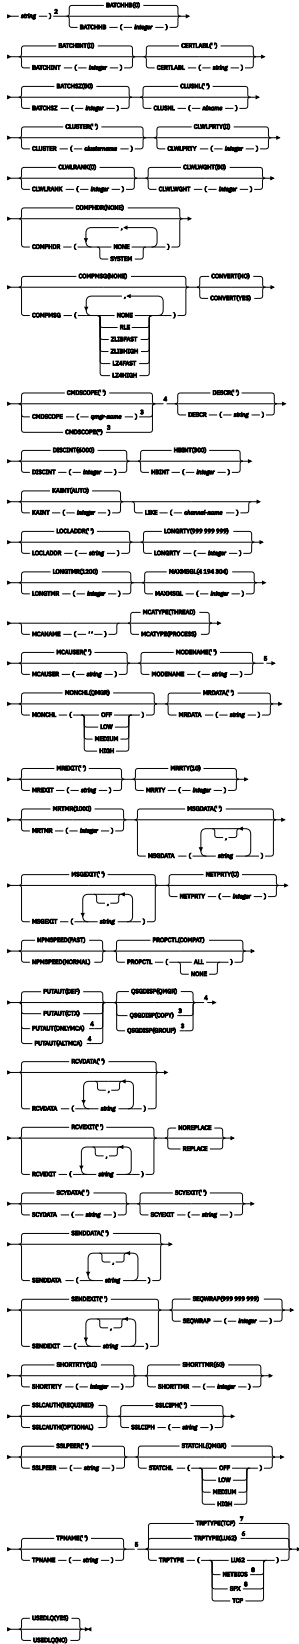 string ) 2 BATCHHB(0)
BATCHHB ( integer )
BATCHINT(0) CERTLABL(' ')
BATCHINT ( integer ) CERTLABL ( string )
BATCHSZ(50) CLUSNL(' ')
BATCHSZ ( integer ) CLUSNL ( nlname )
CLUSTER(' ') CLWLPRTY(0)
CLUSTER ( clustername ) CLWLPRTY ( integer )
CLWLRANK(0) CLWLWGHT(50)
CLWLRANK ( integer ) CLWLWGHT ( integer )
COMPHDR(NONE)
,
COMPHDR ( NONE )
SYSTEM
COMPMSG(NONE) CONVERT(NO)
, CONVERT(YES)
COMPMSG ( NONE )
RLE
ZLIBFAST
ZLIBHIGH
LZ4FAST
LZ4HIGH
CMDSCOPE(' ') 4 DESCR(' ')
CMDSCOPE ( qmgr-name ) 3 DESCR ( string )
CMDSCOPE(*) 3
DISCINT(6000) HBINT(300)
DISCINT ( integer ) HBINT ( integer )
KAINT(AUTO)
KAINT ( integer ) LIKE ( channel-name )
LOCLADDR(' ') LONGRTY(999 999 999)
LOCLADDR ( string ) LONGRTY ( integer )
LONGTMR(1200) MAXMSGL(4 194 304)
LONGTMR ( integer ) MAXMSGL ( integer )
MCATYPE(THREAD)
MCANAME ( ' ' ) MCATYPE(PROCESS)
MCAUSER(' ') MODENAME(' ') 5
MCAUSER ( string ) MODENAME ( string )
MONCHL(QMGR) MRDATA(' ')
MONCHL ( OFF ) MRDATA ( string )
LOW
MEDIUM
HIGH
MREXIT(' ') MRRTY(10)
MREXIT ( string ) MRRTY ( integer )
MRTMR(1000) MSGDATA(' ')
MRTMR ( integer ) ,
MSGDATA ( string )
MSGEXIT(' ') NETPRTY(0)
, NETPRTY ( integer )
MSGEXIT ( string )
NPMSPEED(FAST) PROPCTL(COMPAT)
NPMSPEED(NORMAL) PROPCTL ( ALL )
NONE
PUTAUT(DEF) QSGDISP(QMGR) 4
PUTAUT(CTX) QSGDISP(COPY) 3
PUTAUT(ONLYMCA) 4 QSGDISP(GROUP) 3
PUTAUT(ALTMCA) 4
RCVDATA(' ')
,
RCVDATA ( string )
RCVEXIT(' ') NOREPLACE
, REPLACE
RCVEXIT ( string )
SCYDATA(' ') SCYEXIT(' ')
SCYDATA ( string ) SCYEXIT ( string )
SENDDATA(' ')
,
SENDDATA ( string )
SENDEXIT(' ') SEQWRAP(999 999 999)
, SEQWRAP ( integer )
SENDEXIT ( string )
SHORTRTY(10) SHORTTMR(60)
SHORTRTY ( integer ) SHORTTMR ( integer )
SSLCAUTH(REQUIRED) SSLCIPH(' ')
SSLCAUTH(OPTIONAL) SSLCIPH ( string )
SSLPEER(' ') STATCHL(QMGR)
SSLPEER ( string ) STATCHL ( OFF )
LOW
MEDIUM
HIGH
TRPTYPE(TCP) 7
TPNAME(' ') 5 TRPTYPE(LU62) 6
TPNAME ( string ) TRPTYPE ( LU62 )
NETBIOS 8
SPX 8
TCP
USEDLQ(YES)
USEDLQ(NO)